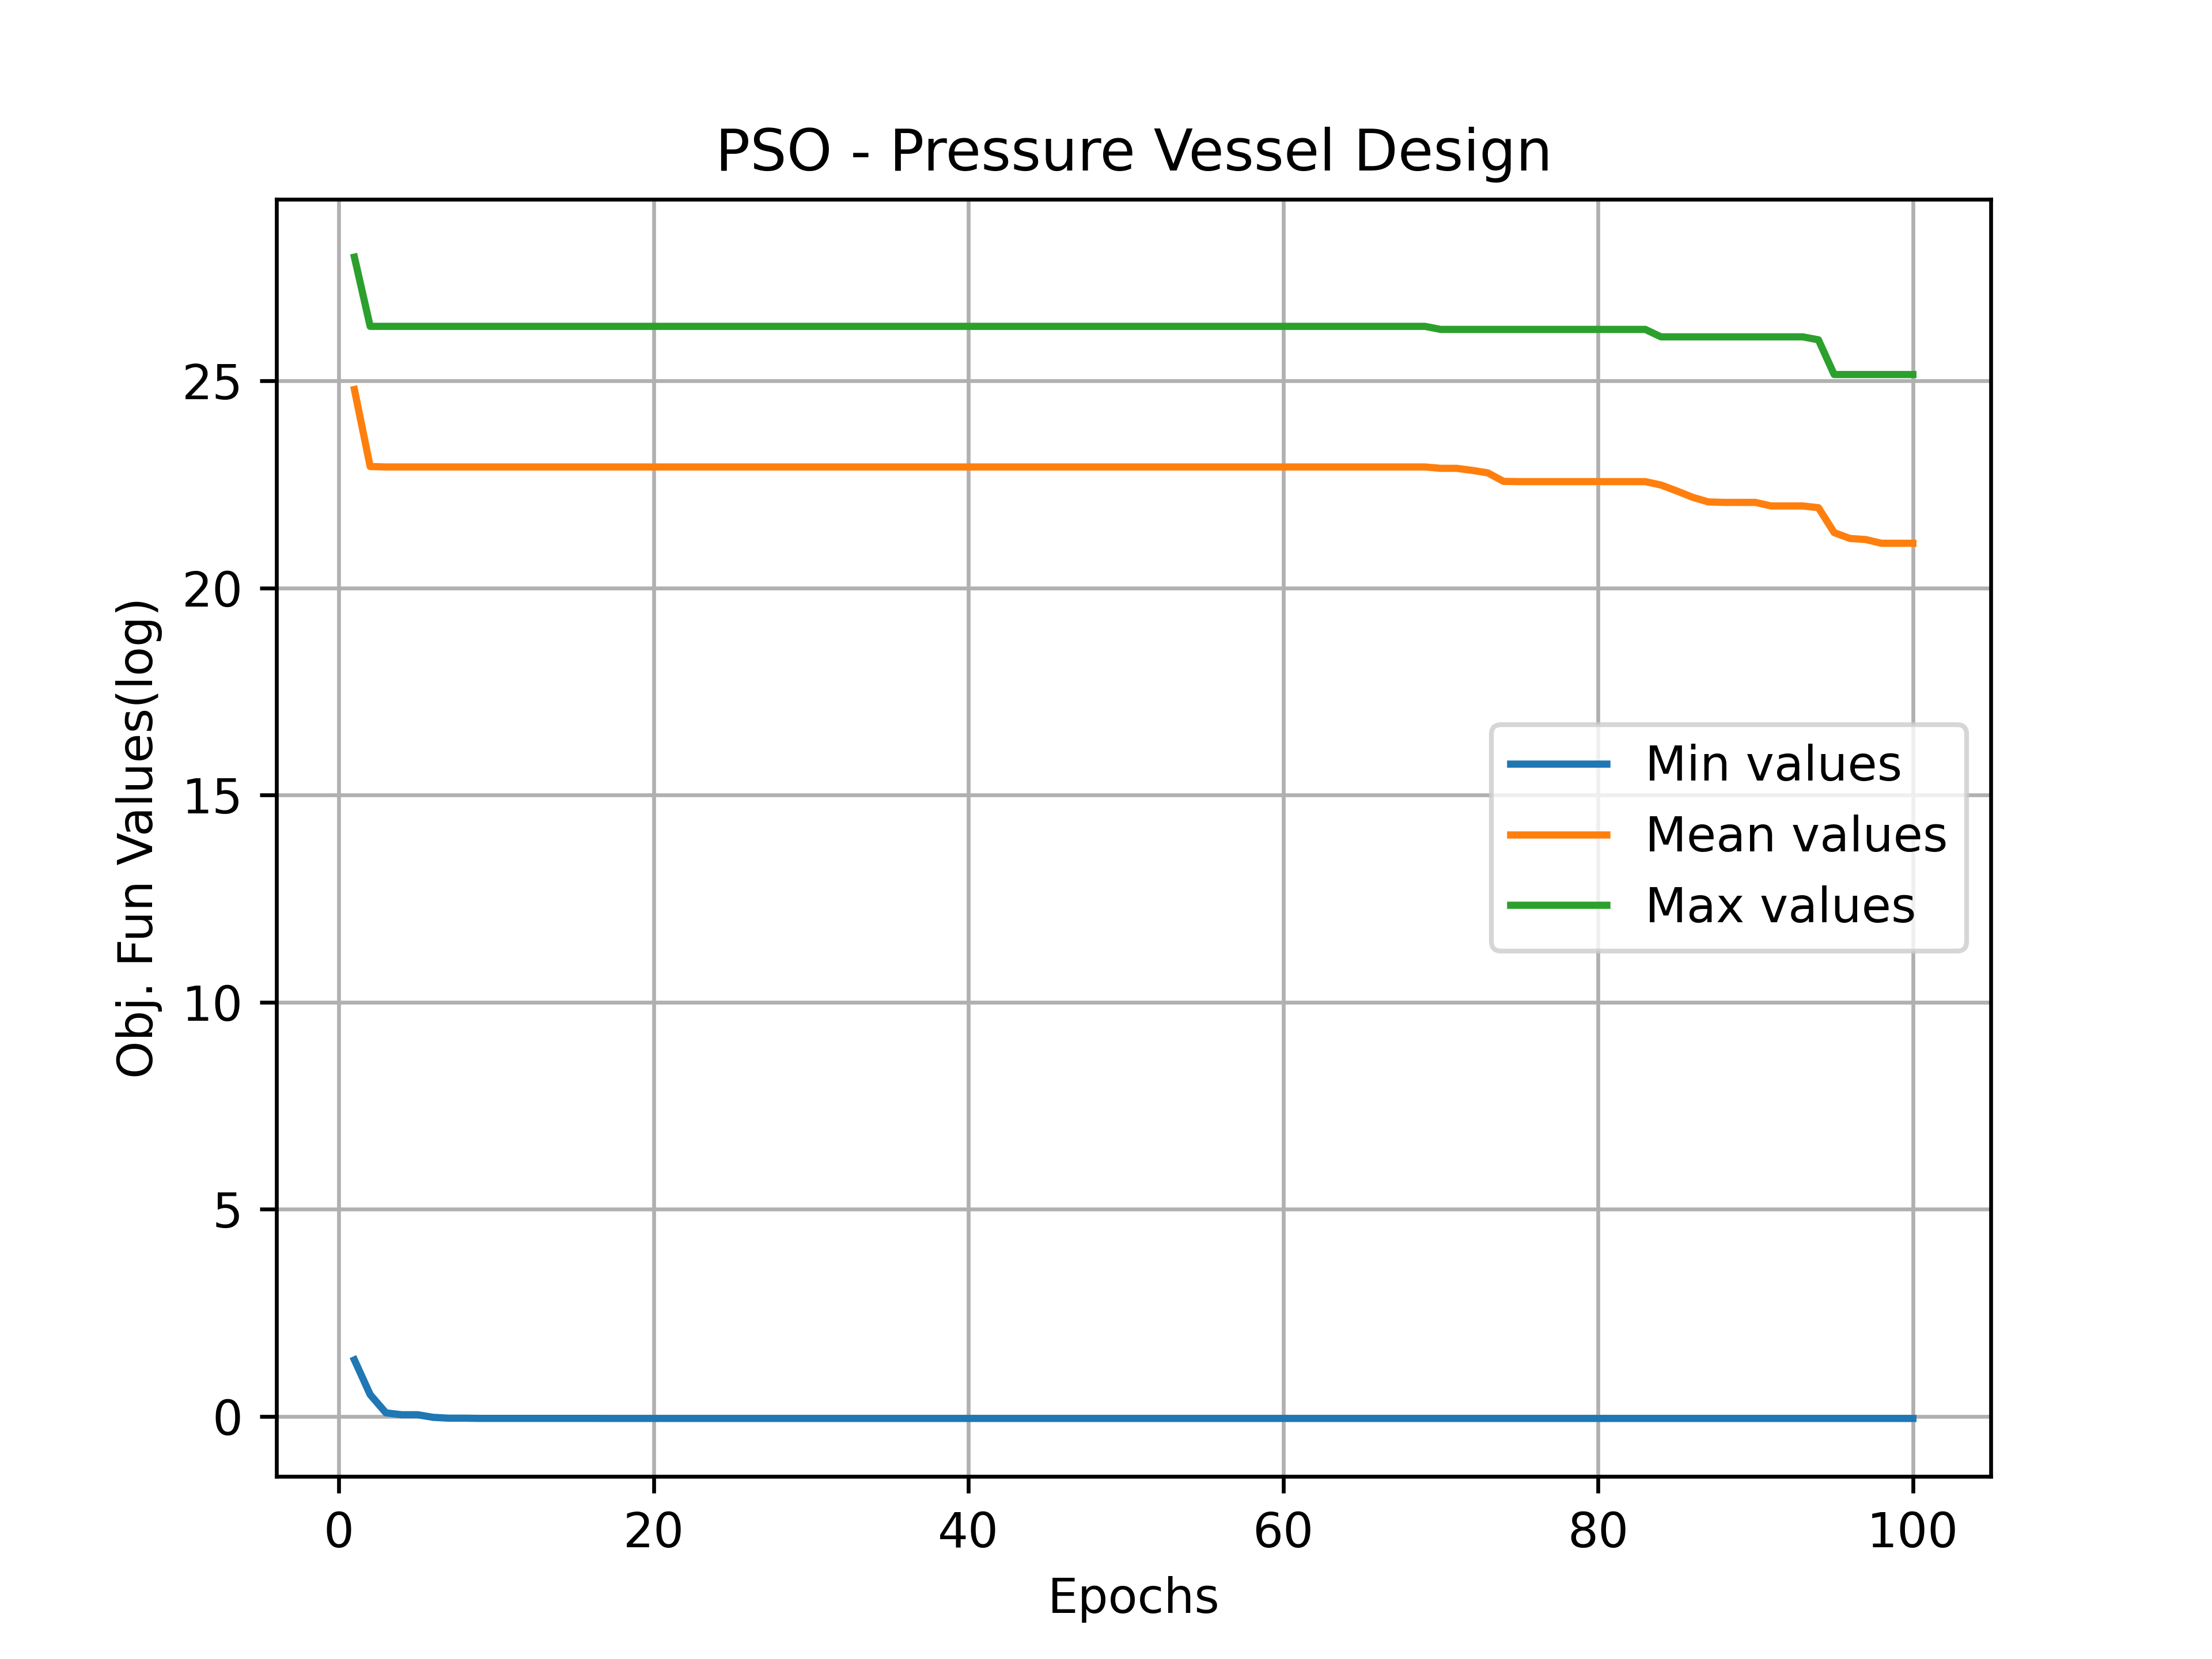 PSO - Pressure Vessel Design
Obj. Fun Values(log)
25
20
15
10
5
0
Min values
Mean values
Max values
0 20 40 60 80 100
Epochs